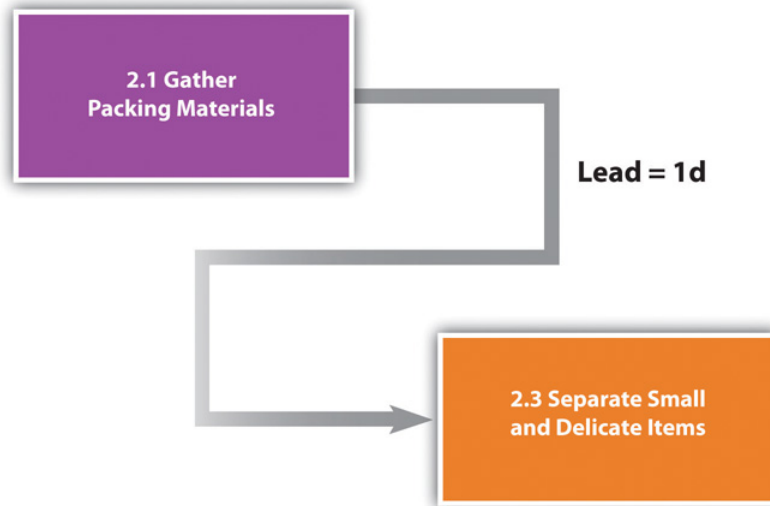 2.1 Gather
Packing Materials
Lead = 1d
2.3 Separate Small
and Delicate Items